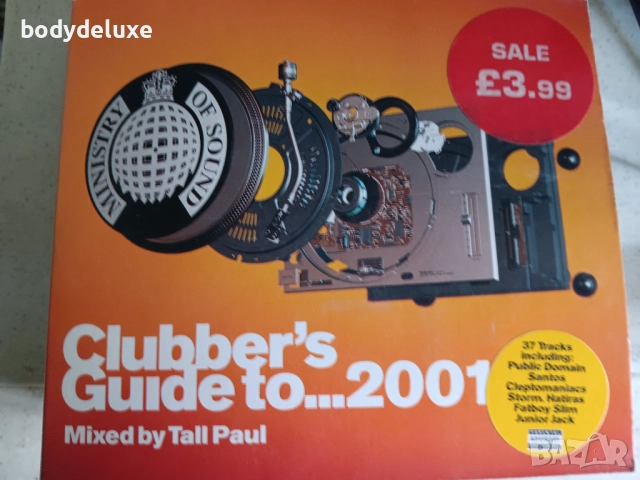 bodydeluxe
SALE
£3.99
MINISTRY
OF SOUND
Clubber's
Guide to...2001
Mixed by Tall Paul
37 Tracks
including:
Public Domain
Santos
Cleptomaniacs
Storm. Natiras
Fatboy Slim
Junior Jack
BAZAR